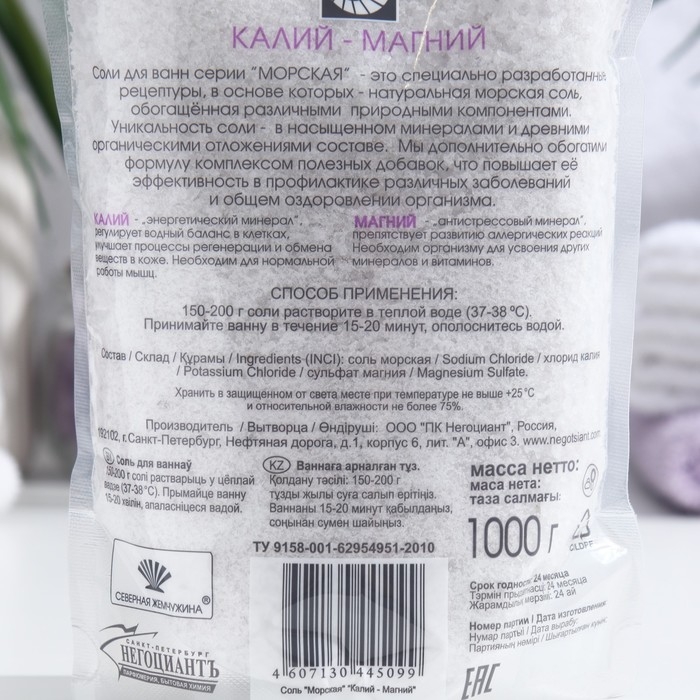 КАЛИЙ - МАГНИЙ
Соли для ванн серии "МОРСКАЯ" - это специально разработанные
рецептуры, в основе которых - натуральная морская соль,
обогащённая различными природными компонентами.
Уникальность соли - в насыщенном минералами и древними
органическими отложениями составе. Мы дополнительно обогатили
формулу комплексом полезных добавок, что повышает её
эффективность в профилактике различных заболеваний
и общем оздоровлении организма.
КАЛИЙ - „энергетический минерал",
регулирует водный баланс в клетках,
улучшает процессы регенерации и обмена
веществ в коже. Необходим для нормальной
работы мышц.
МАГНИЙ - „антистрессовый минерал",
препятствует развитию аллергических реакций
Необходим организму для усвоения других
минералов и витаминов.
СПОСОБ ПРИМЕНЕНИЯ:
150-200 г соли растворите в теплой воде (37-38 ºС).
Принимайте ванну в течение 15-20 минут, ополоснитесь водой.
Состав / Склад / Құрамы / Ingredients (INCI): соль морская / Sodium Chloride / хлорид калия
/ Potassium Chloride / сульфат магния / Magnesium Sulfate.
Хранить в защищенном от света месте при температуре не выше +25°С
и относительной влажности не более 75%.
Производитель / Вытворца / Өндіруші: ООО "ПК Негоциант", Россия,
192102, г.Санкт-Петербург, Нефтяная дорога, д.1, корпус 6, лит. "А", офис 3. www.negotsiant.com
Соль для ваннаў
150-200 г солі растварыць у цёплай
вадзе (37-38°С). Прымайце ванну
15-20 хвілін, апаласніцеся вадой.
KZ Ваннаға арналған тұз.
Қолдану тәсілі: 150-200 г
тұзды жылы суға салып ерітіңіз.
Ваннаны 15-20 минут қабылдаңыз,
соңынан сумен шайыңыз.
масса нетто:
маса нета:
таза салмағы:
1000 г
ТУ 9158-001-62954951-2010
СЕВЕРНАЯ ЖЕМЧУЖИНА ®
САНКТ-ПЕТЕРБУРГ
НЕГОЦИАНТЪ
ПАРФЮМЕРИЯ, БЫТОВАЯ ХИМИЯ
4 607130 445099
Соль "Морская" "Калий - Магний"
Срок годности: 24 месяца
Тэрмін прыдатнасці: 24 месяца
Жарамдылық мерзімі: 24 ай
Номер партии / Дата изготовления:
Нумар партыі / Дата вырабу:
Партияның немірі / Шығарылған күні:
EAC